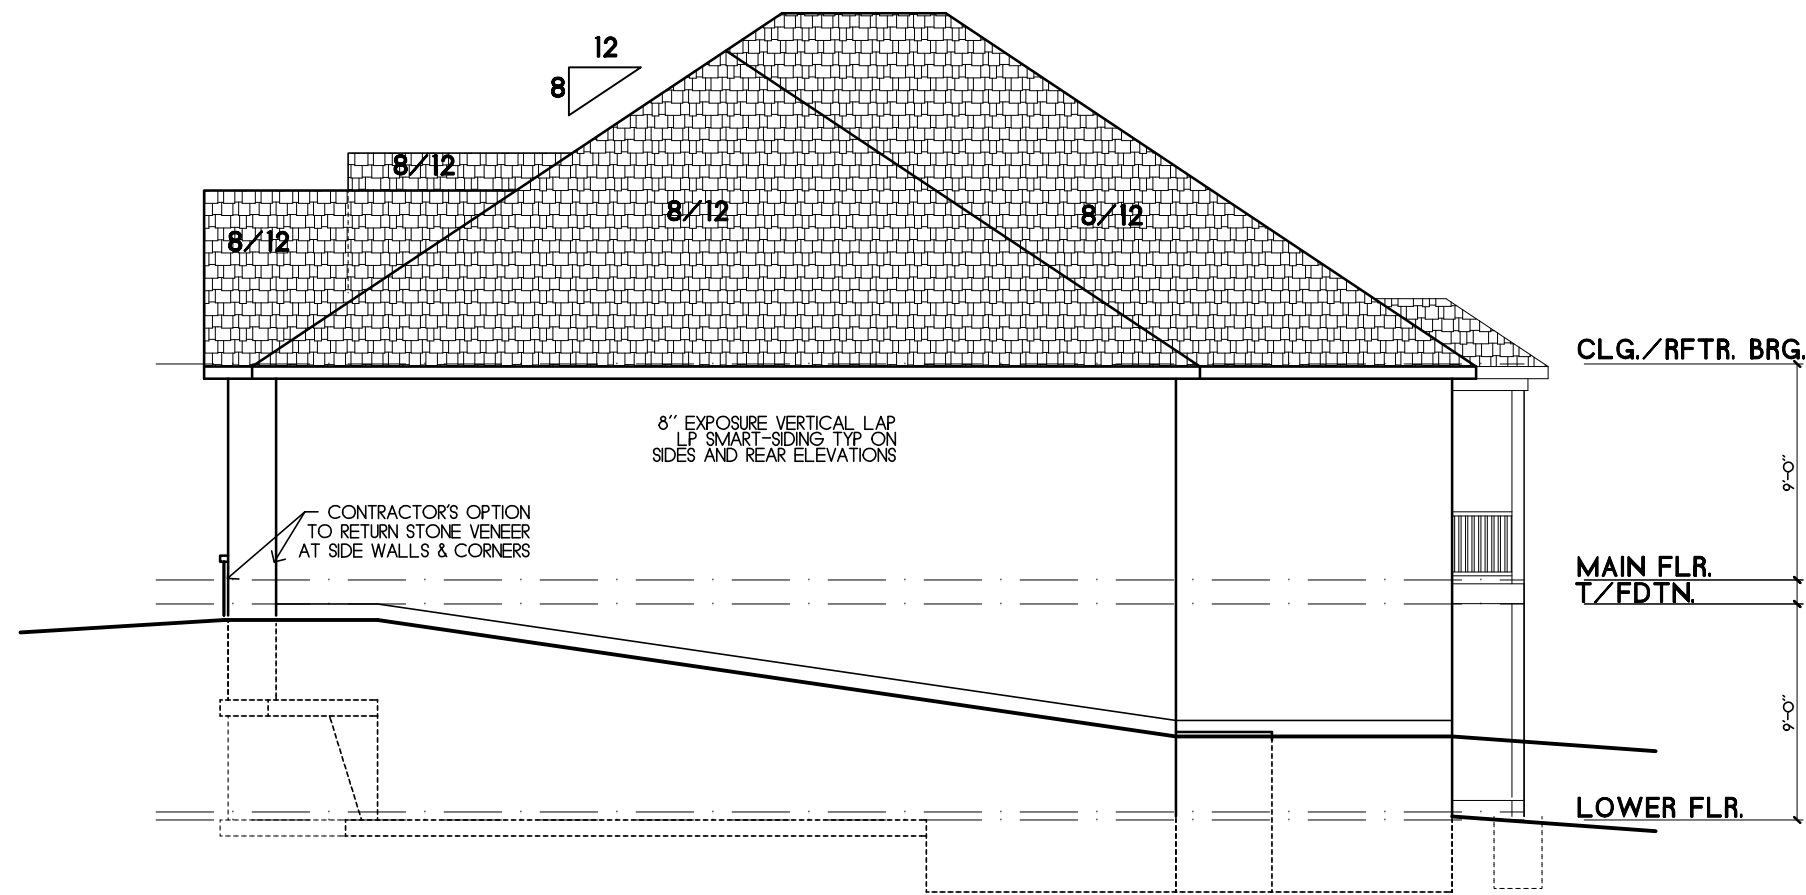 12
8
8/12
8/12
8/12
8/12
CLG./RFTR. BRG.
8" EXPOSURE VERTICAL LAP
LP SMART-SIDING TYP ON
SIDES AND REAR ELEVATIONS
9'-0"
CONTRACTOR'S OPTION
TO RETURN STONE VENEER
AT SIDE WALLS & CORNERS
MAIN FLR.
T/FDTN.
9'-0"
LOWER FLR.